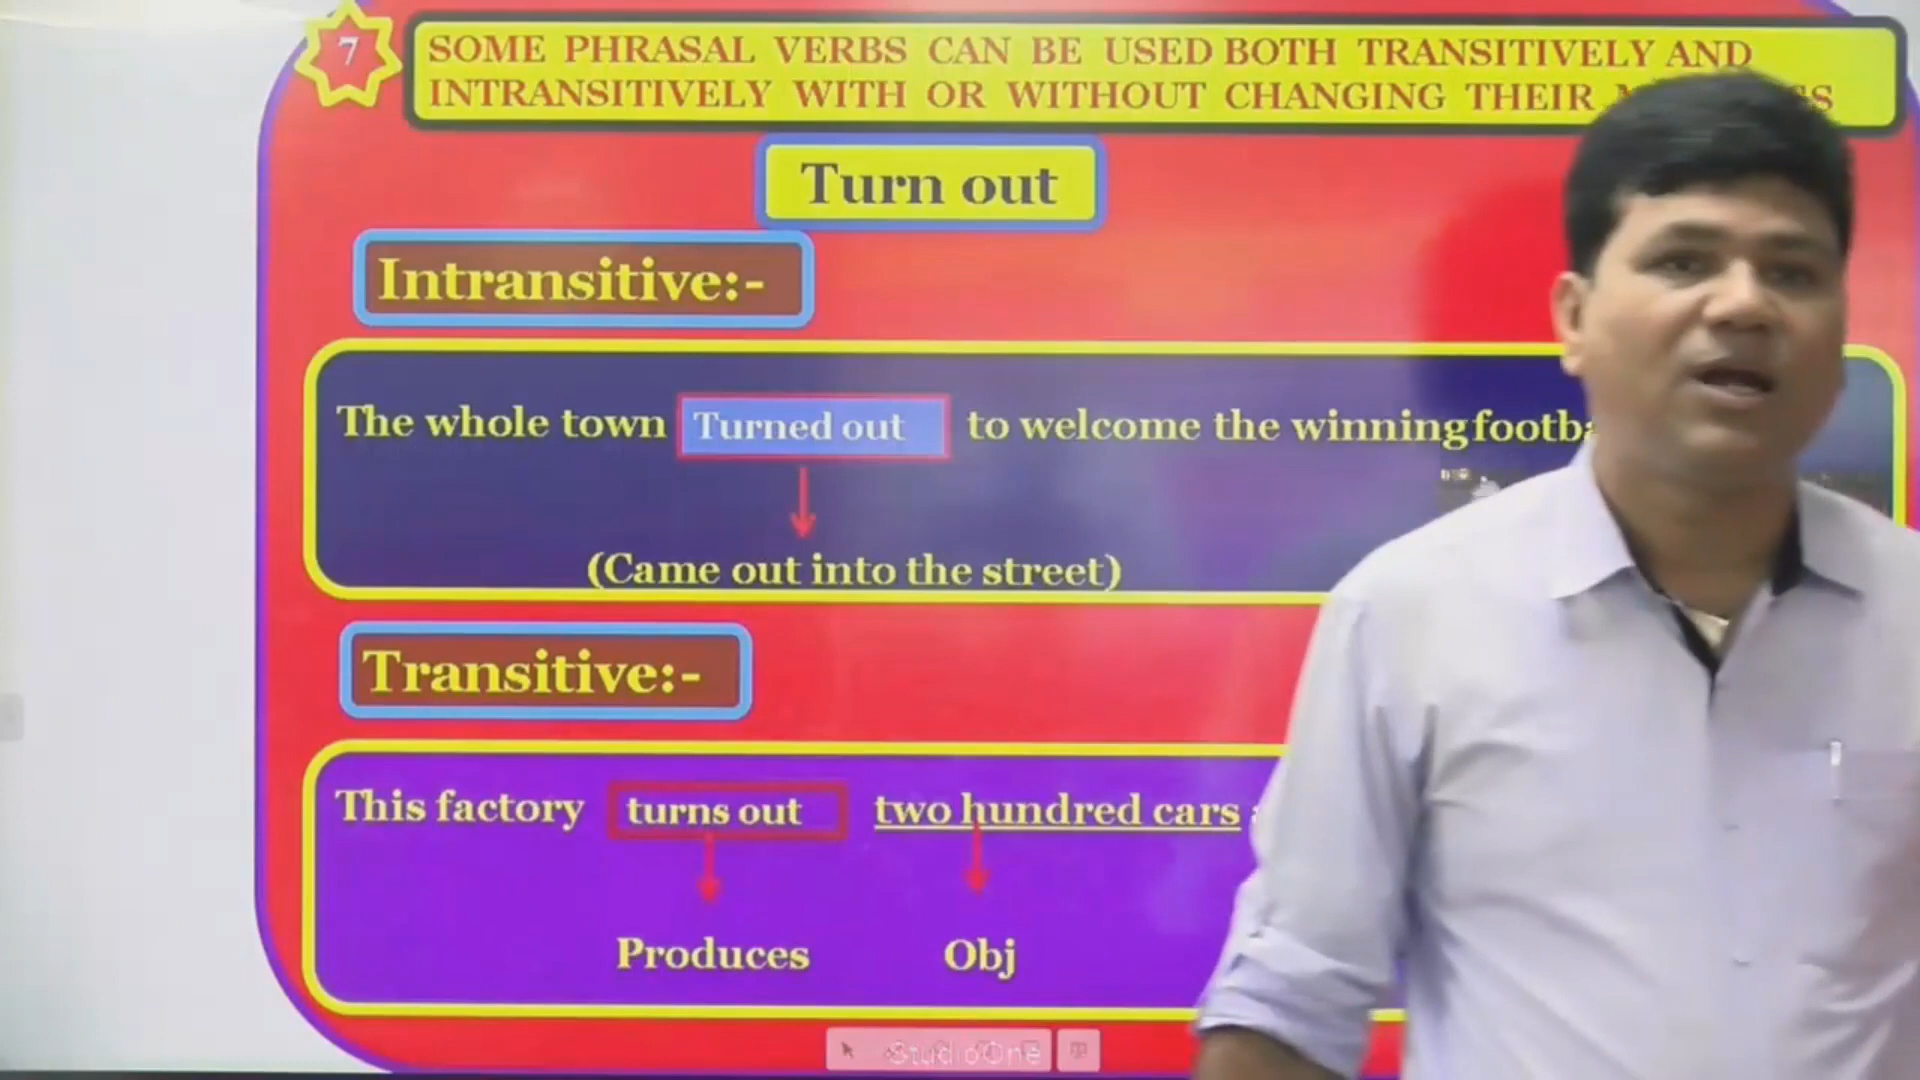 7
SOME PHRASAL VERBS CAN BE USED BOTH TRANSITIVELY AND
INTRANSITIVELY WITH OR WITHOUT CHANGING THEIR
Turn out
Intransitive:-
The whole town Turned out to welcome the winning
(Came out into the street)
Transitive:-
This factory turns out two hundred cars
Produces Obj
StudioOne